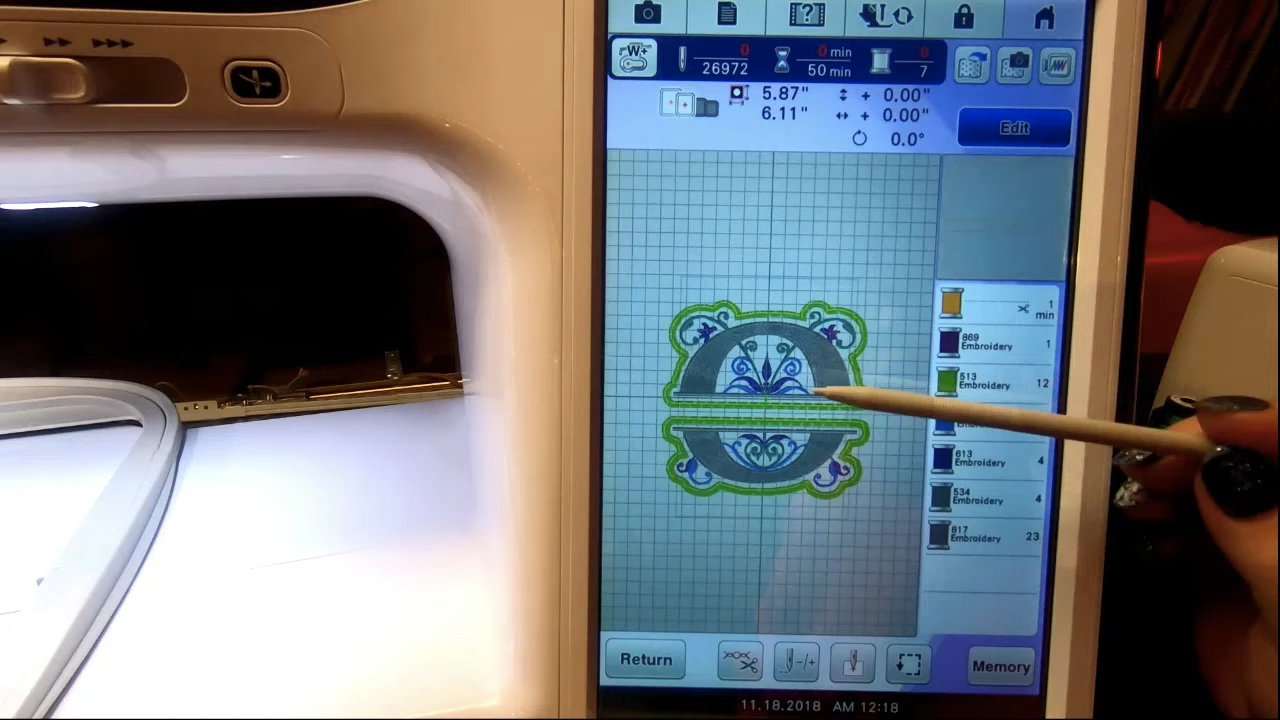 W+
0
26972
0 min
50 min
0
7
5.87"
6.11"
+ 0.00"
+ 0.00"
0.0°
Edit
1
min
869
Embroidery 1
513
Embroidery 12
613
Embroidery 4
534
Embroidery 4
817
Embroidery 23
Return
-/+
Memory
11.18.2018 AM 12:18